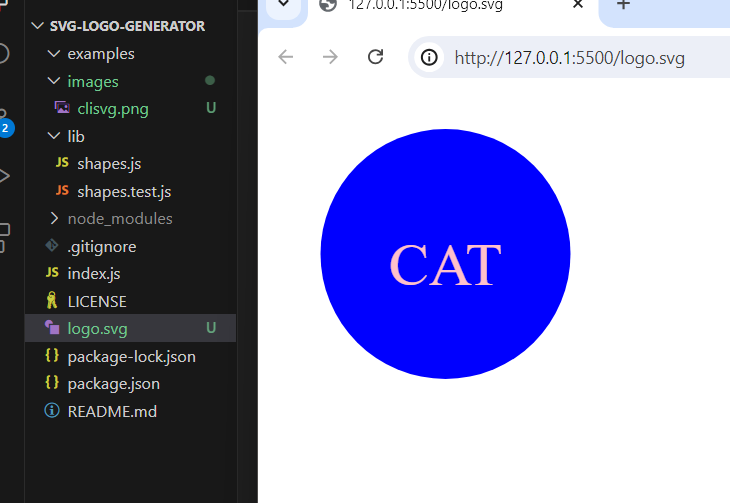 SVG-LOGO-GENERATOR
examples
images
clisvg.png U
lib
JS shapes.js
JS shapes.test.js
node_modules
.gitignore
JS index.js
LICENSE
logo.svg U
{} package-lock.json
{} package.json
README.md
2
127.0.0.1:5500/logo.svg
http://127.0.0.1:5500/logo.svg
CAT